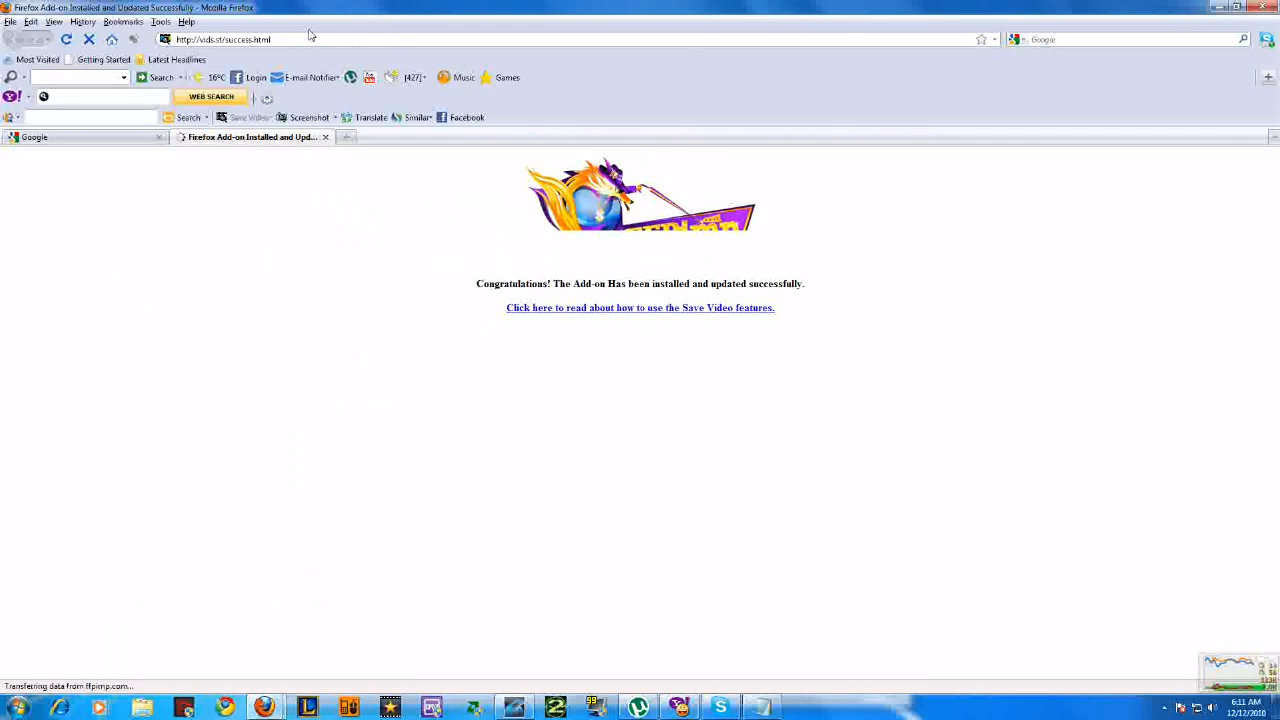 Firefox Add-on Installed and Updated Successfully - Mozilla Firefox
File Edit View History Bookmarks Tools Help
http://vids.st/success.html Google
Most Visited Getting Started Latest Headlines
Search 16°C Login E-mail Notifier [427] Music Games
WEB SEARCH
Search Save Video Screenshot Translate Similar Facebook
Google Firefox Add-on Installed and Upd...
Congratulations! The Add-on Has been installed and updated successfully.
Click here to read about how to use the Save Video features.
Transferring data from ffpimp.com...
6:11 AM
12/12/2010